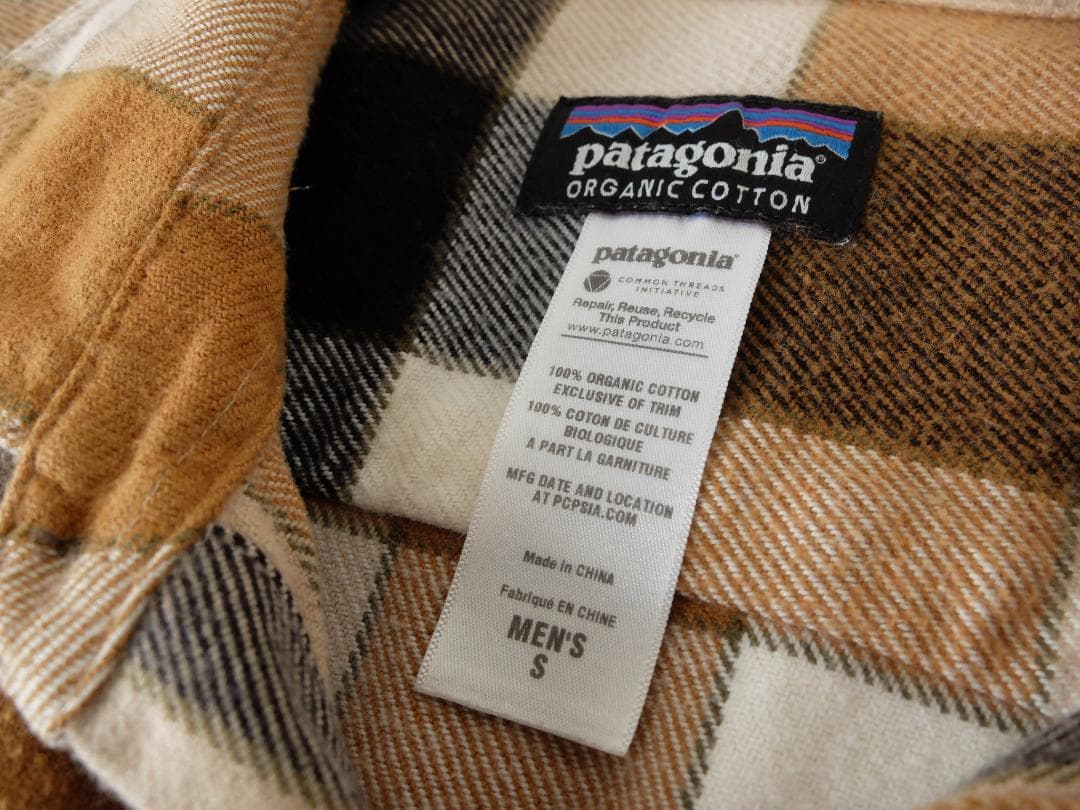 patagonia®
ORGANIC COTTON
patagonia®
COMMON THREADS
INITIATIVE
Repair, Reuse, Recycle
This Product
www.patagonia.com
100% ORGANIC COTTON
EXCLUSIVE OF TRIM
100% COTON DE CULTURE
BIOLOGIQUE
A PART LA GARNITURE
MFG DATE AND LOCATION
AT PCPSIA.COM
Made in CHINA
Fabriqué EN CHINE
MEN'S
S